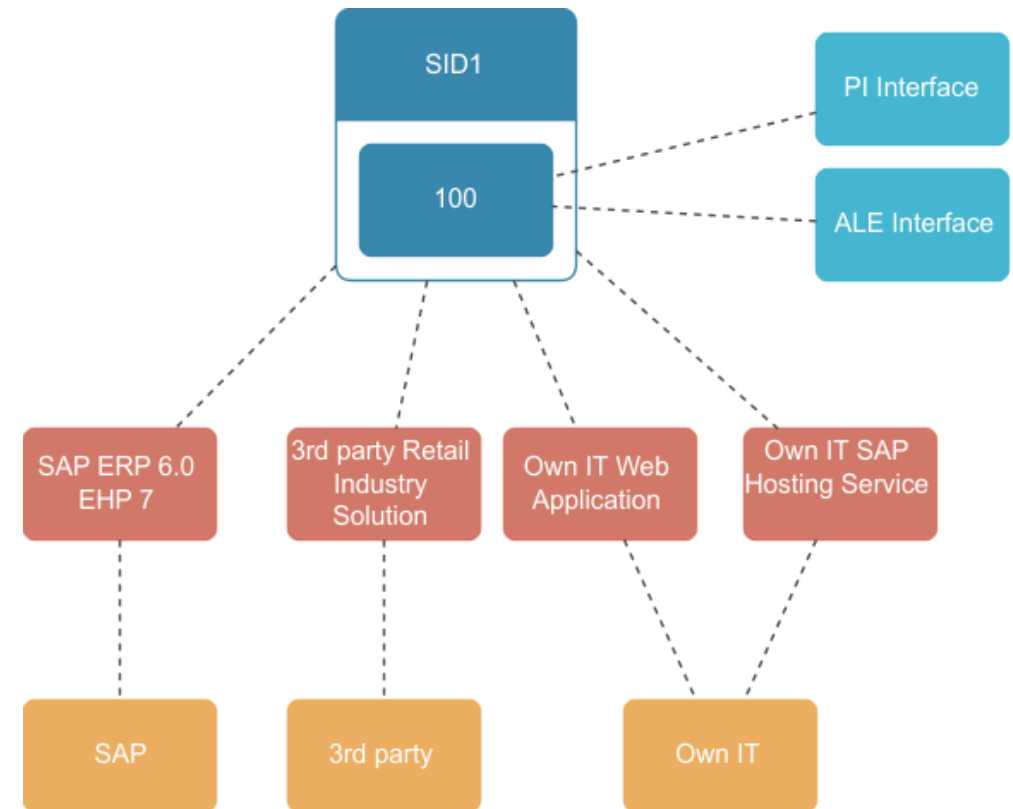 SID1
PI Interface
100
ALE Interface
SAP ERP 6.0
EHP 7
3rd party Retail
Industry
Solution
Own IT Web
Application
Own IT SAP
Hosting Service
SAP
3rd party
Own IT